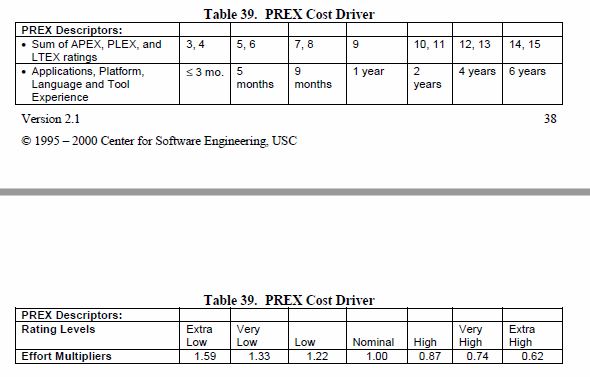 Table 39. PREX Cost Driver
PREX Descriptors:
• Sum of APEX, PLEX, and LTEX ratings 3, 4 5, 6 7, 8 9 10, 11 12, 13 14, 15
• Applications, Platform, Language and Tool Experience ≤ 3 mo. 5 months 9 months 1 year 2 years 4 years 6 years
Version 2.1 38
© 1995 – 2000 Center for Software Engineering, USC
Table 39. PREX Cost Driver
PREX Descriptors:
Rating Levels Extra Low Very Low Low Nominal High Very High Extra High
Effort Multipliers 1.59 1.33 1.22 1.00 0.87 0.74 0.62